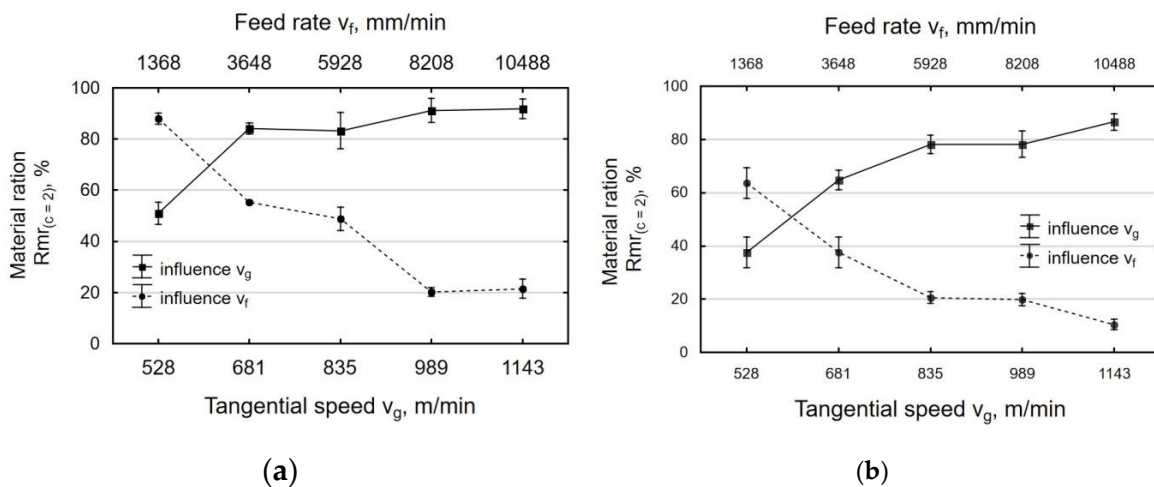 Feed rate v_f, mm/min
1368 3648 5928 8208 10488
100
80
60
40
20
0
Material ration
Rmr(c = 2), %
influence v_g
influence v_f
528 681 835 989 1143
Tangential speed v_g, m/min
(a)
Feed rate v_f, mm/min
1368 3648 5928 8208 10488
100
80
60
40
20
0
Material ration
Rmr(c = 2), %
influence v_g
influence v_f
528 681 835 989 1143
Tangential speed v_g, m/min
(b)